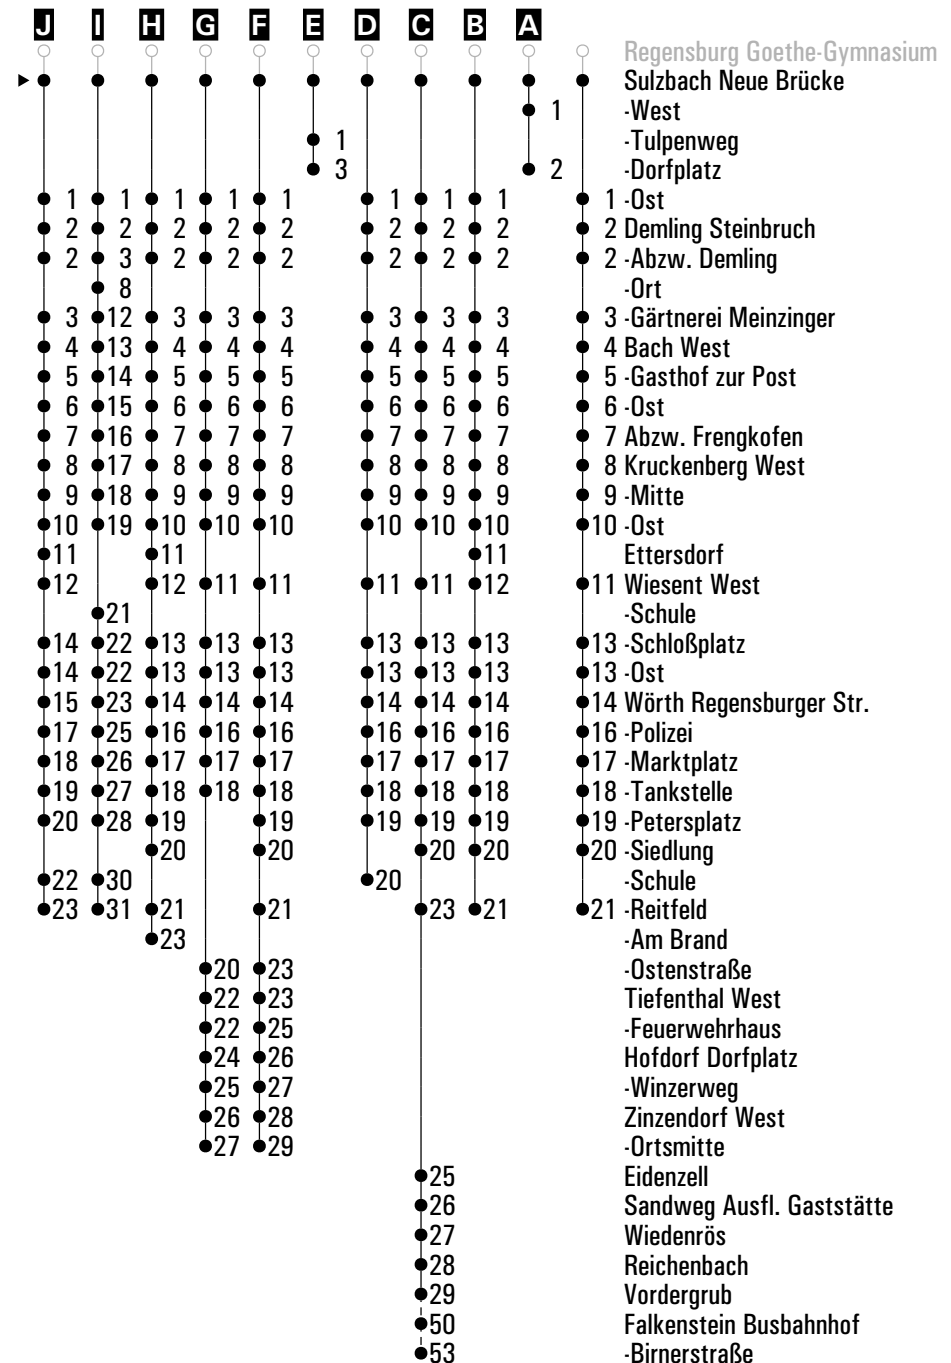 J I H G F E D C B A
Regensburg Goethe-Gymnasium
Sulzbach Neue Brücke
1 -West
1 -Tulpenweg
3 2 -Dorfplatz
1 1 1 1 1 1 1 1 1 -Ost
2 2 2 2 2 2 2 2 2 Demling Steinbruch
2 3 2 2 2 2 2 2 2 -Abzw. Demling
8 -Ort
3 12 3 3 3 3 3 3 3 -Gärtnerei Meinzinger
4 13 4 4 4 4 4 4 4 Bach West
5 14 5 5 5 5 5 5 5 -Gasthof zur Post
6 15 6 6 6 6 6 6 6 -Ost
7 16 7 7 7 7 7 7 7 Abzw. Frengkofen
8 17 8 8 8 8 8 8 8 Kruckenberg West
9 18 9 9 9 9 9 9 9 -Mitte
10 19 10 10 10 10 10 10 10 -Ost
11 11 11 Ettersdorf
12 12 11 11 11 11 12 11 Wiesent West
21 -Schule
14 22 13 13 13 13 13 13 13 -Schloßplatz
14 22 13 13 13 13 13 13 13 -Ost
15 23 14 14 14 14 14 14 14 Wörth Regensburger Str.
17 25 16 16 16 16 16 16 16 -Polizei
18 26 17 17 17 17 17 17 17 -Marktplatz
19 27 18 18 18 18 18 18 18 -Tankstelle
20 28 19 19 19 19 19 19 -Petersplatz
20 20 20 20 20 -Siedlung
22 30 20 -Schule
23 31 21 21 23 21 21 -Reitfeld
23 -Am Brand
20 23 -Ostenstraße
22 23 Tiefenthal West
22 25 -Feuerwehrhaus
24 26 Hofdorf Dorfplatz
25 27 -Winzerweg
26 28 Zinzendorf West
27 29 -Ortsmitte
25 Eidenzell
26 Sandweg Ausfl. Gaststätte
27 Wiedenrös
28 Reichenbach
29 Vordergrub
50 Falkenstein Busbahnhof
53 -Birnerstraße